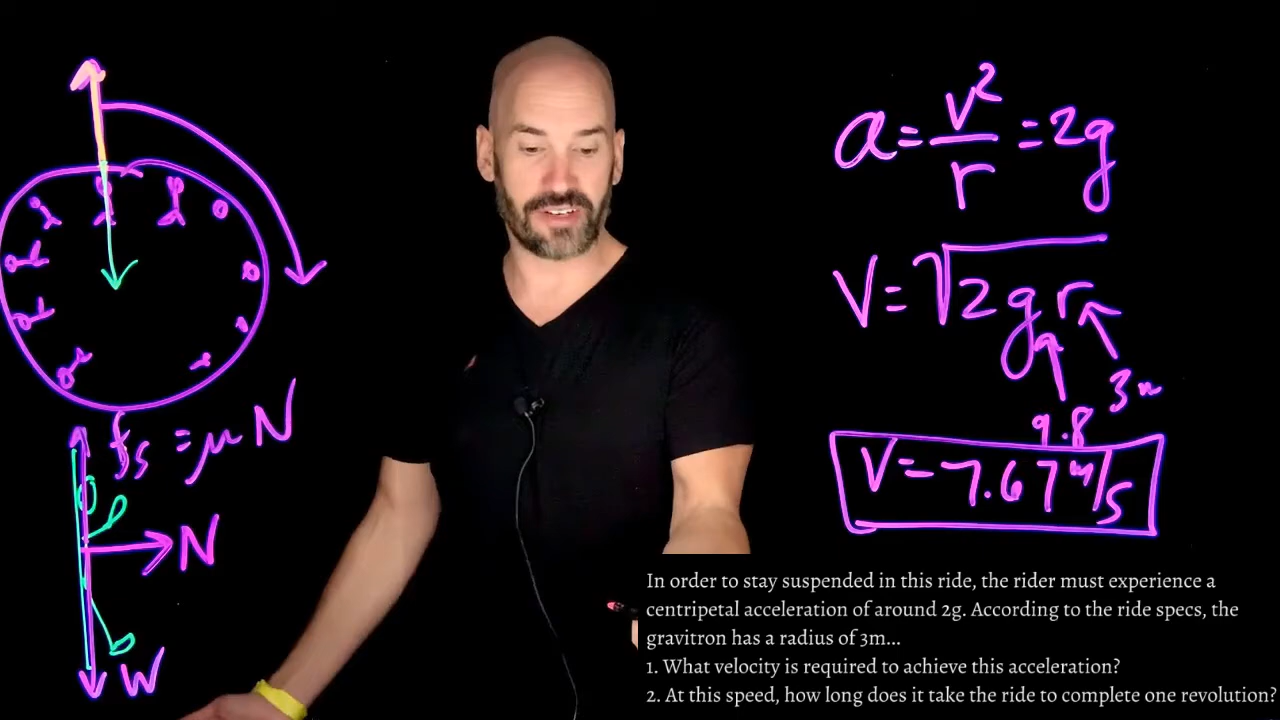 a = v²/r = 2g
V = √2gr
3m
9.8
V = 7.67 m/s
fs = μN
N
W
In order to stay suspended in this ride, the rider must experience a
centripetal acceleration of around 2g. According to the ride specs, the
gravitron has a radius of 3m...
1. What velocity is required to achieve this acceleration?
2. At this speed, how long does it take the ride to complete one revolution?